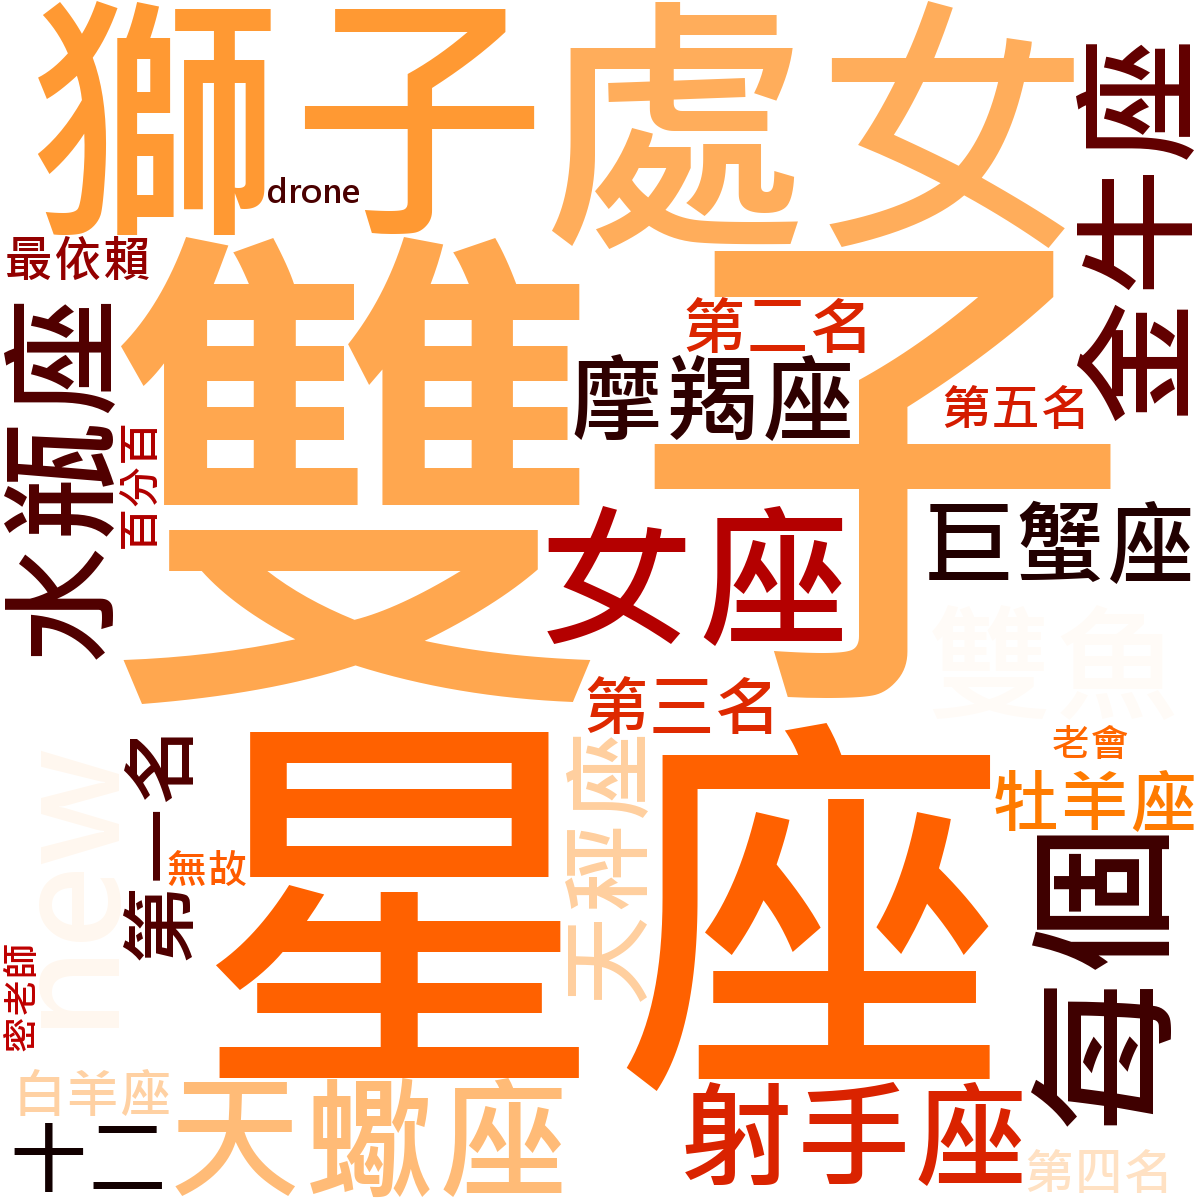 獅子
處女
金牛座
drone
最依賴
雙子
第二名
摩羯座
第五名
水瓶座
百分百
女座
巨蟹座
雙魚
第三名
new
第一名
無故
星座
天秤座
老會
牡羊座
每個
密老師
白羊座
天蠍座
射手座
十二
第四名